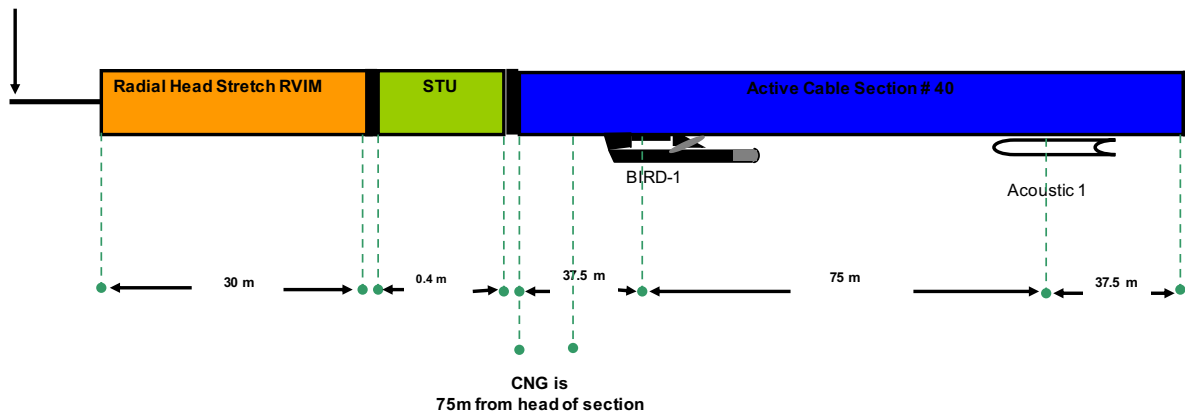 Radial Head Stretch RVIM
STU
Active Cable Section # 40
BIRD-1
Acoustic 1
30 m
0.4 m
37.5 m
75 m
37.5 m
CNG is
75m from head of section